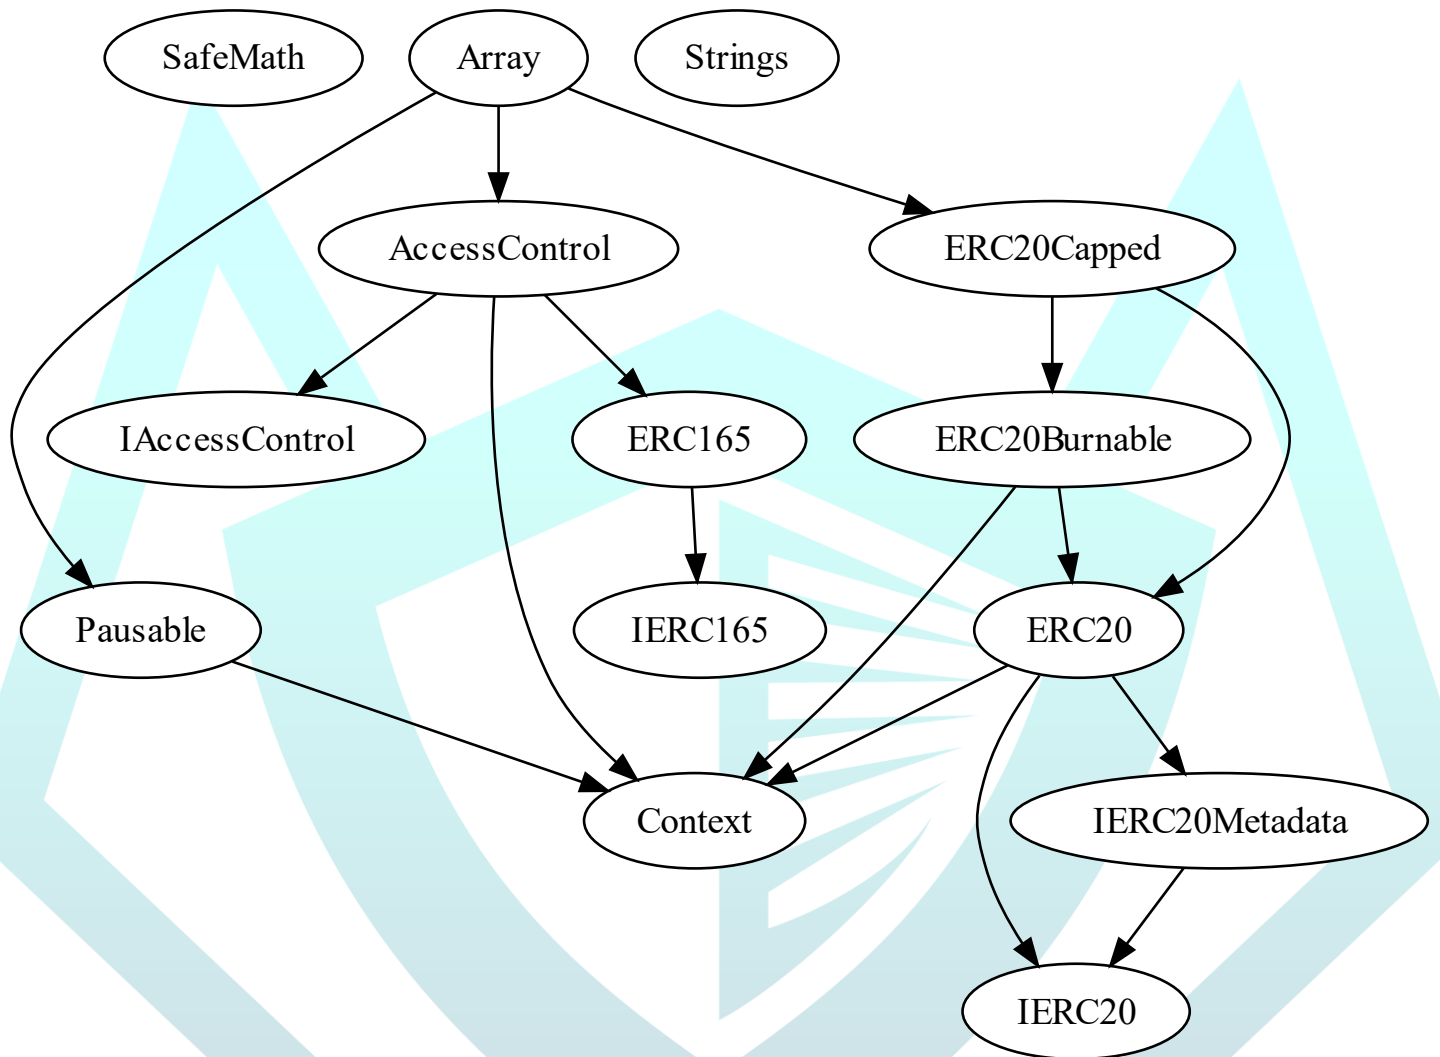 SafeMath
Array
Strings
AccessControl
ERC20Capped
IAccessControl
ERC165
ERC20Burnable
Pausable
IERC165
ERC20
Context
IERC20Metadata
IERC20